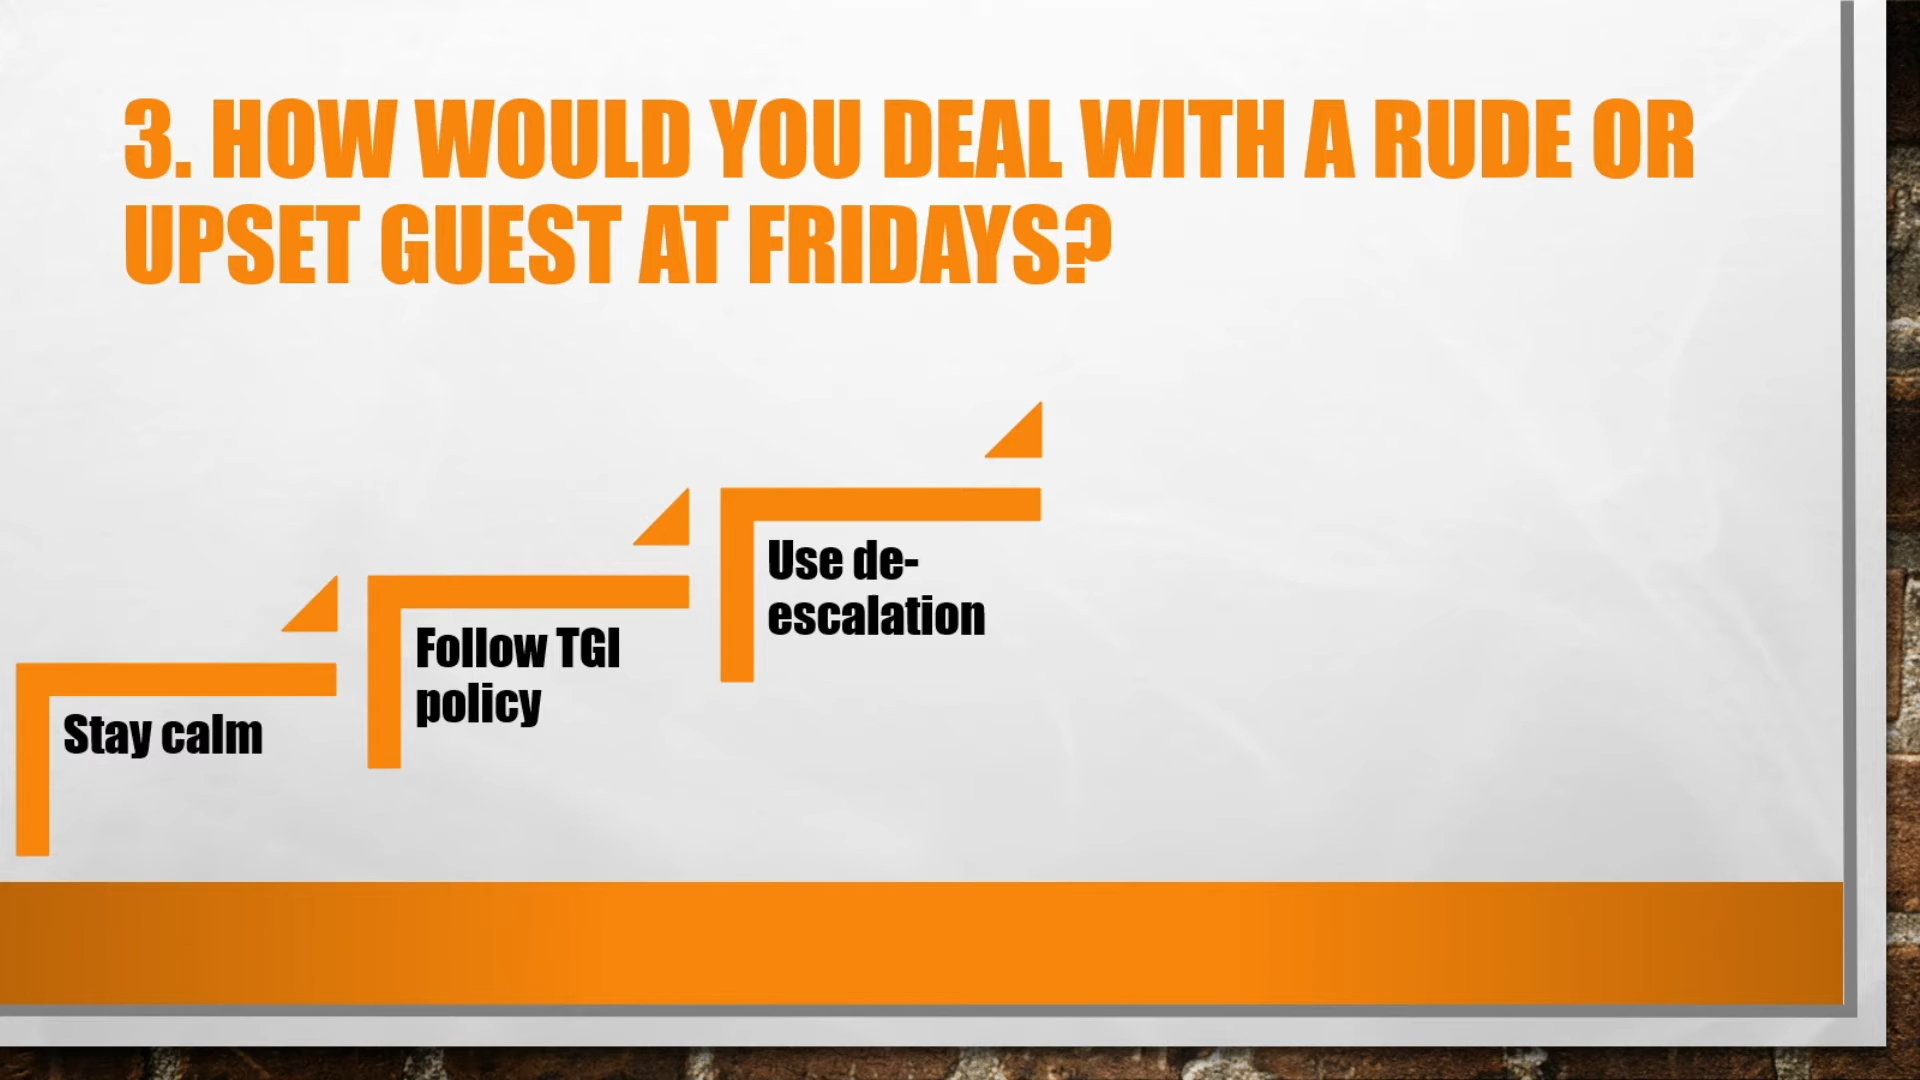 3. HOW WOULD YOU DEAL WITH A RUDE OR
UPSET GUEST AT FRIDAYS?
Stay calm
Follow TGI
policy
Use de-
escalation